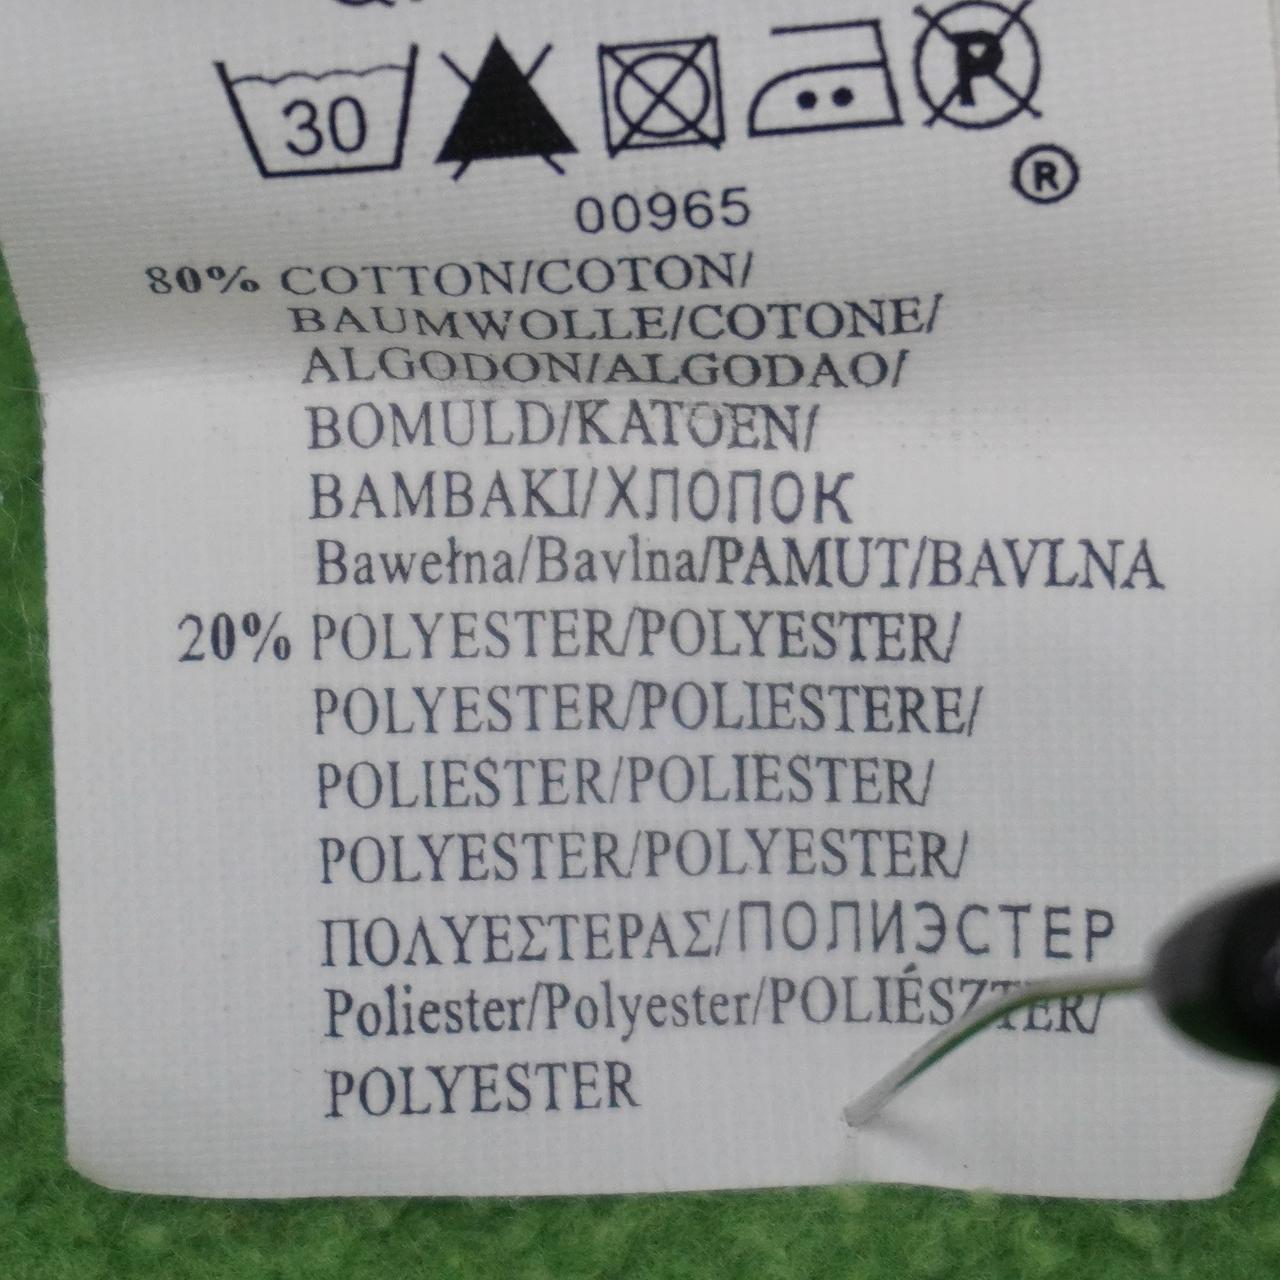 30
P
®
00965
80% COTTON/COTON/
BAUMWOLLE/COTONE/
ALGODON/ALGODAO/
BOMULD/KATOEN/
BAMBAKI/ХЛОПОК
Bawełna/Bavlna/PAMUT/BAVLNA
20% POLYESTER/POLYESTER/
POLYESTER/POLIESTERE/
POLIESTER/POLIESTER/
POLYESTER/POLYESTER/
ΠΟΛΥΕΣΤΕΡΑΣ/ПОЛИЭСТЕР
Poliester/Polyester/POLIÉSZTER/
POLYESTER